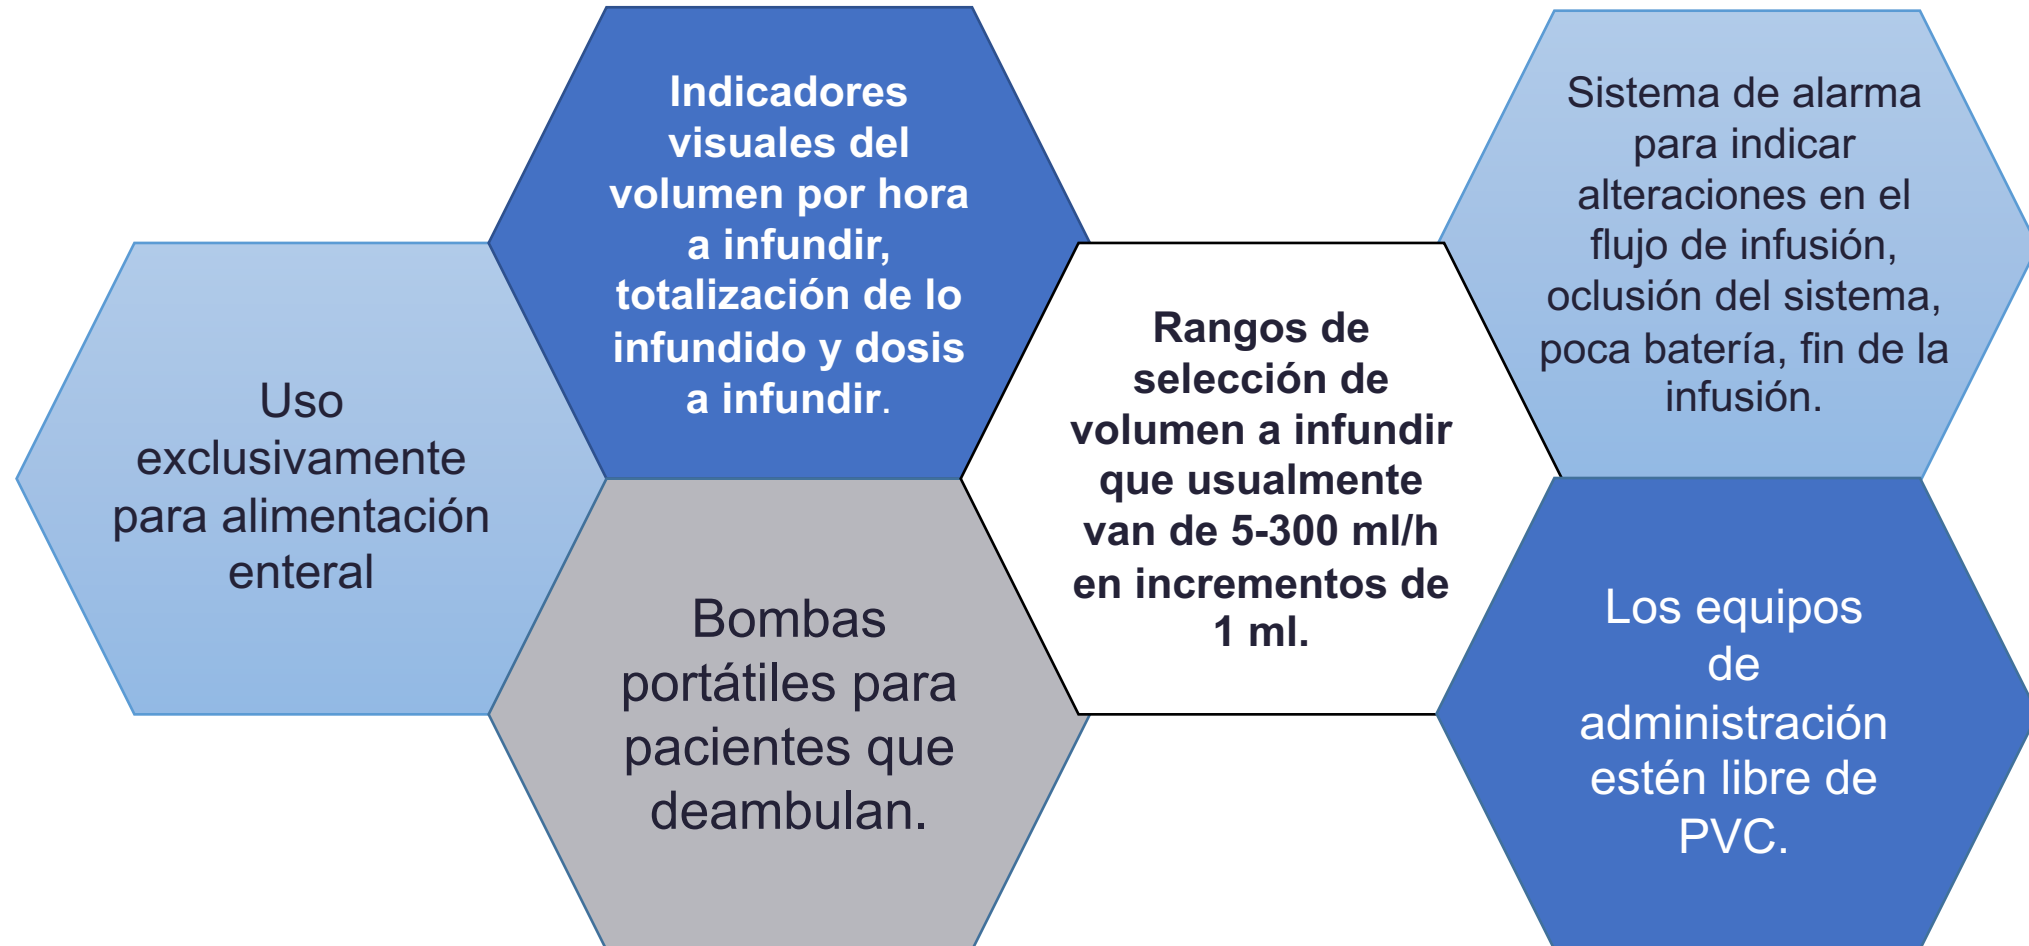 Uso
exclusivamente
para alimentación
enteral
Indicadores
visuales del
volumen por hora
a infundir,
totalización de lo
infundido y dosis
a infundir.
Bombas
portátiles para
pacientes que
deambulan.
Rangos de
selección de
volumen a infundir
que usualmente
van de 5-300 ml/h
en incrementos de
1 ml.
Sistema de alarma
para indicar
alteraciones en el
flujo de infusión,
oclusión del sistema,
poca batería, fin de la
infusión.
Los equipos
de
administración
estén libre de
PVC.